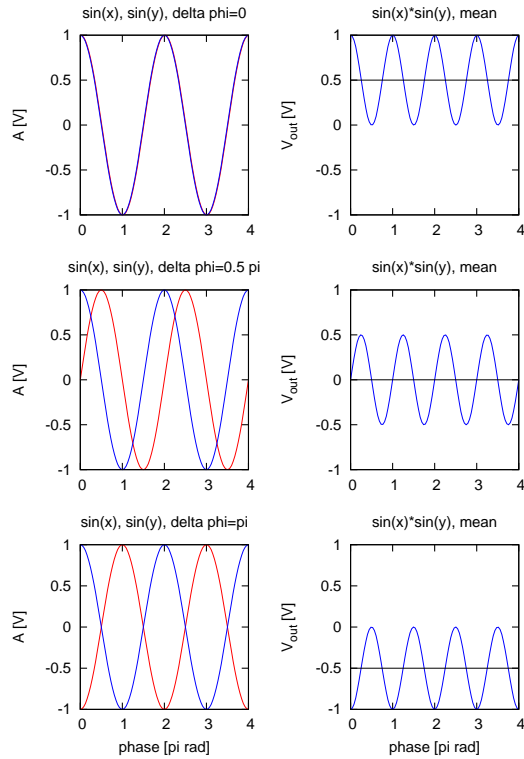 sin(x), sin(y), delta phi=0
A [V]
1
0.5
0
-0.5
-1
0 1 2 3 4
sin(x)*sin(y), mean
V_out [V]
1
0.5
0
-0.5
-1
0 1 2 3 4
sin(x), sin(y), delta phi=0.5 pi
A [V]
1
0.5
0
-0.5
-1
0 1 2 3 4
sin(x)*sin(y), mean
V_out [V]
1
0.5
0
-0.5
-1
0 1 2 3 4
sin(x), sin(y), delta phi=pi
A [V]
1
0.5
0
-0.5
-1
0 1 2 3 4
phase [pi rad]
sin(x)*sin(y), mean
V_out [V]
1
0.5
0
-0.5
-1
0 1 2 3 4
phase [pi rad]